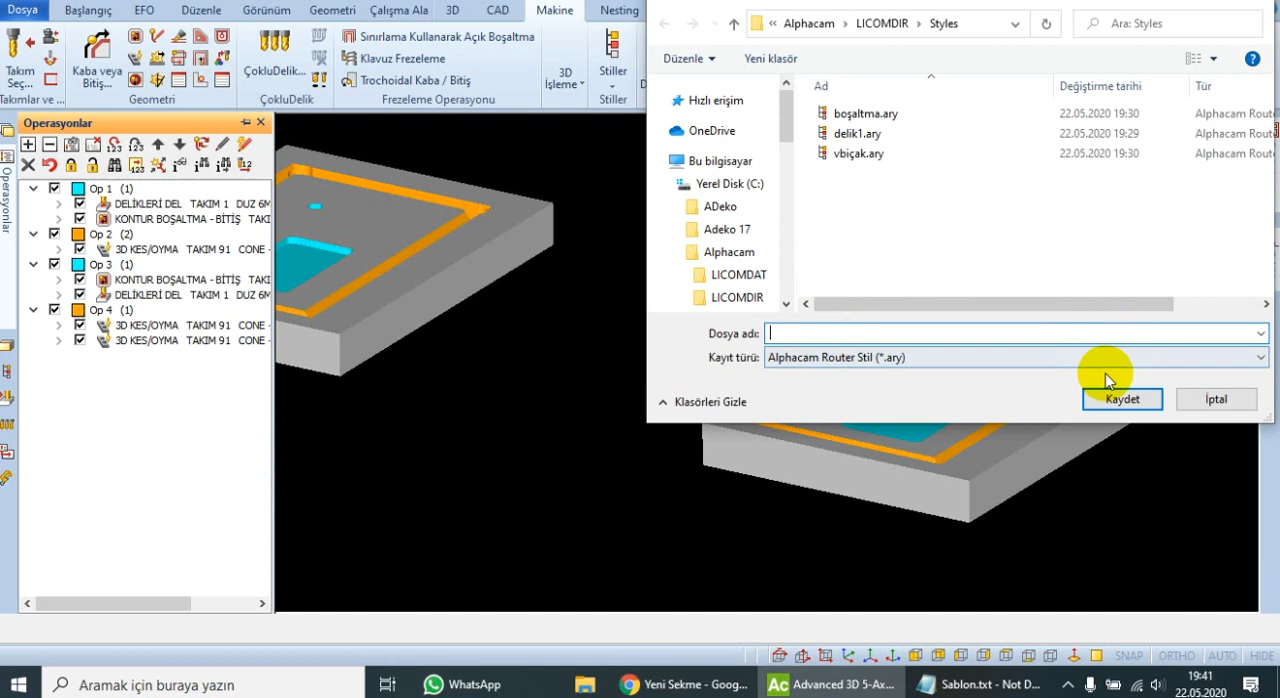 Dosya
Başlangıç
EFO
Düzenle
Görünüm
Geometri
Çalışma Ala
3D
CAD
Makine
Nesting
Takım
Seç...
Takımlar ve ...
Kaba veya
Bitiş...
Geometri
ÇokluDelik...
ÇokluDelik
Sınırlama Kullanarak Açık Boşaltma
Klavuz Frezeleme
Trochoidal Kaba / Bitiş
Frezeleme Operasyonu
3D
İşleme
Stiller
Stiller
Operasyonlar
Operasyonlar
Op 1 (1)
DELİKLERİ DEL TAKIM 1 DUZ 6M
KONTUR BOŞALTMA - BİTİŞ TAKI
Op 2 (2)
3D KES/OYMA TAKIM 91 CONE -
Op 3 (1)
KONTUR BOŞALTMA - BİTİŞ TAKI
DELİKLERİ DEL TAKIM 1 DUZ 6M
Op 4 (1)
3D KES/OYMA TAKIM 91 CONE -
3D KES/OYMA TAKIM 91 CONE -
« Alphacam › LICOMDIR › Styles
Ara: Styles
Düzenle
Yeni klasör
Hızlı erişim
OneDrive
Bu bilgisayar
Yerel Disk (C:)
ADeko
Adeko 17
Alphacam
LICOMDAT
LICOMDIR
Ad
Değiştirme tarihi
Tür
boşaltma.ary
22.05.2020 19:30
Alphacam Route
delik1.ary
22.05.2020 19:29
Alphacam Route
vbiçak.ary
22.05.2020 19:30
Alphacam Route
Dosya adı:
Kayıt türü:
Alphacam Router Stil (*.ary)
Klasörleri Gizle
Kaydet
İptal
SNAP
ORTHO
AUTO
HIDE
Aramak için buraya yazın
WhatsApp
Yeni Sekme - Goog...
Advanced 3D 5-Ax...
Sablon.txt - Not D...
19:41
22.05.2020